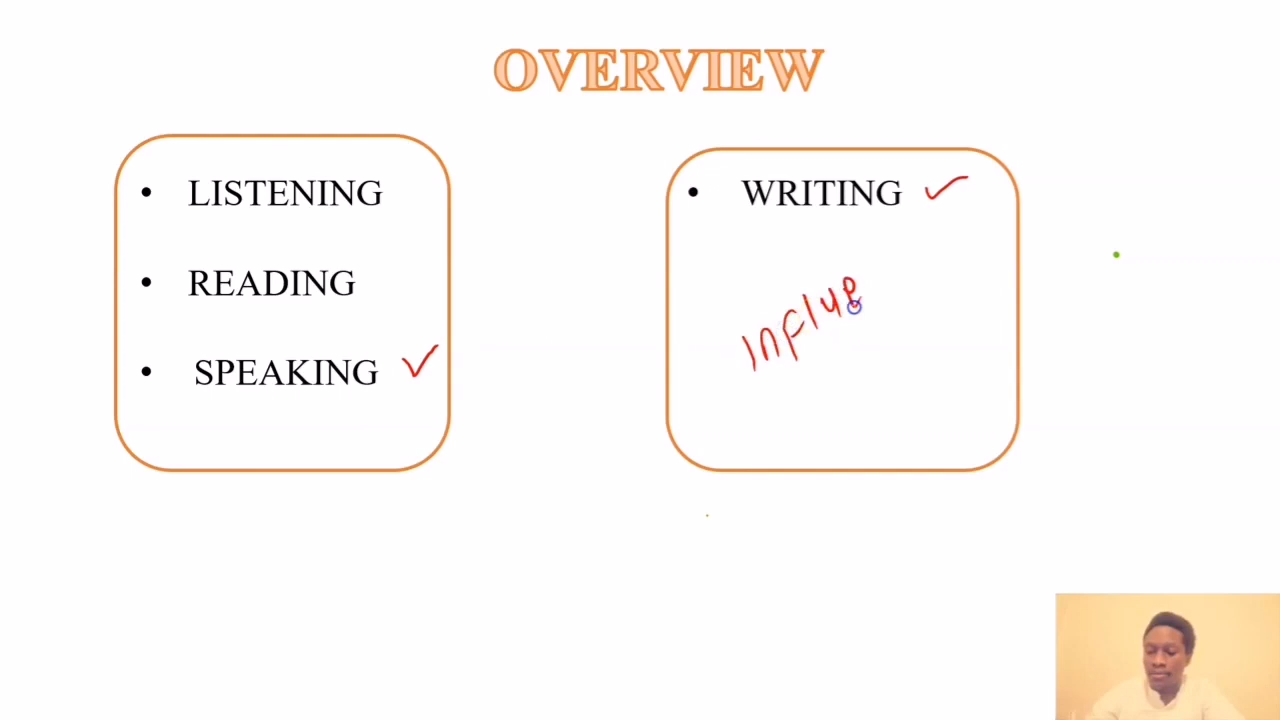 OVERVIEW
• LISTENING
• READING
• SPEAKING
• WRITING
Influe